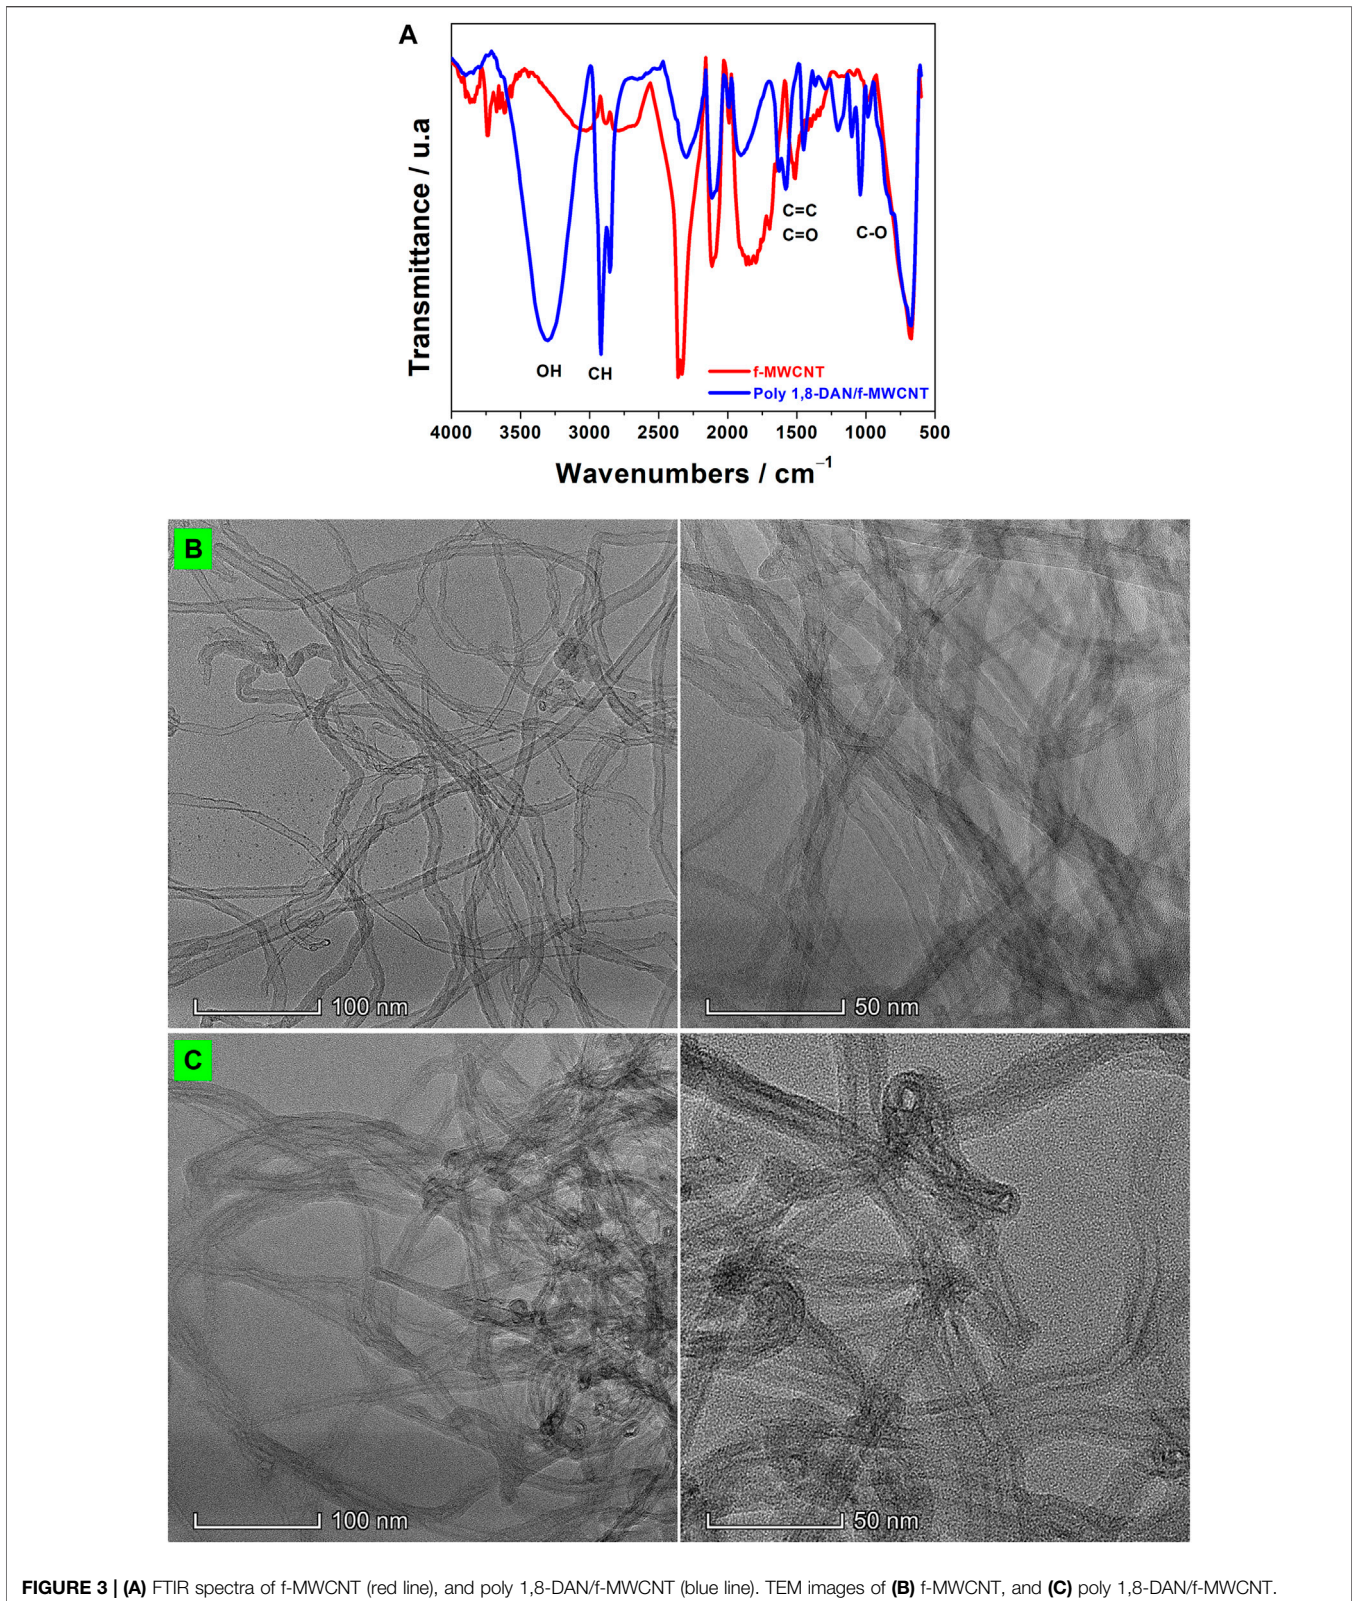 A
Transmittance / u.a
C=C
C=O
C-O
OH
CH
f-MWCNT
Poly 1,8-DAN/f-MWCNT
4000 3500 3000 2500 2000 1500 1000 500
Wavenumbers / cm⁻¹
B
100 nm
50 nm
C
100 nm
50 nm
FIGURE 3 | (A) FTIR spectra of f-MWCNT (red line), and poly 1,8-DAN/f-MWCNT (blue line). TEM images of (B) f-MWCNT, and (C) poly 1,8-DAN/f-MWCNT.